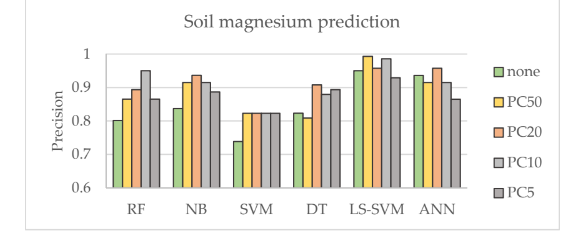 Soil magnesium prediction
Precision
1
0.9
0.8
0.7
0.6
RF NB SVM DT LS-SVM ANN
none
PC50
PC20
PC10
PC5